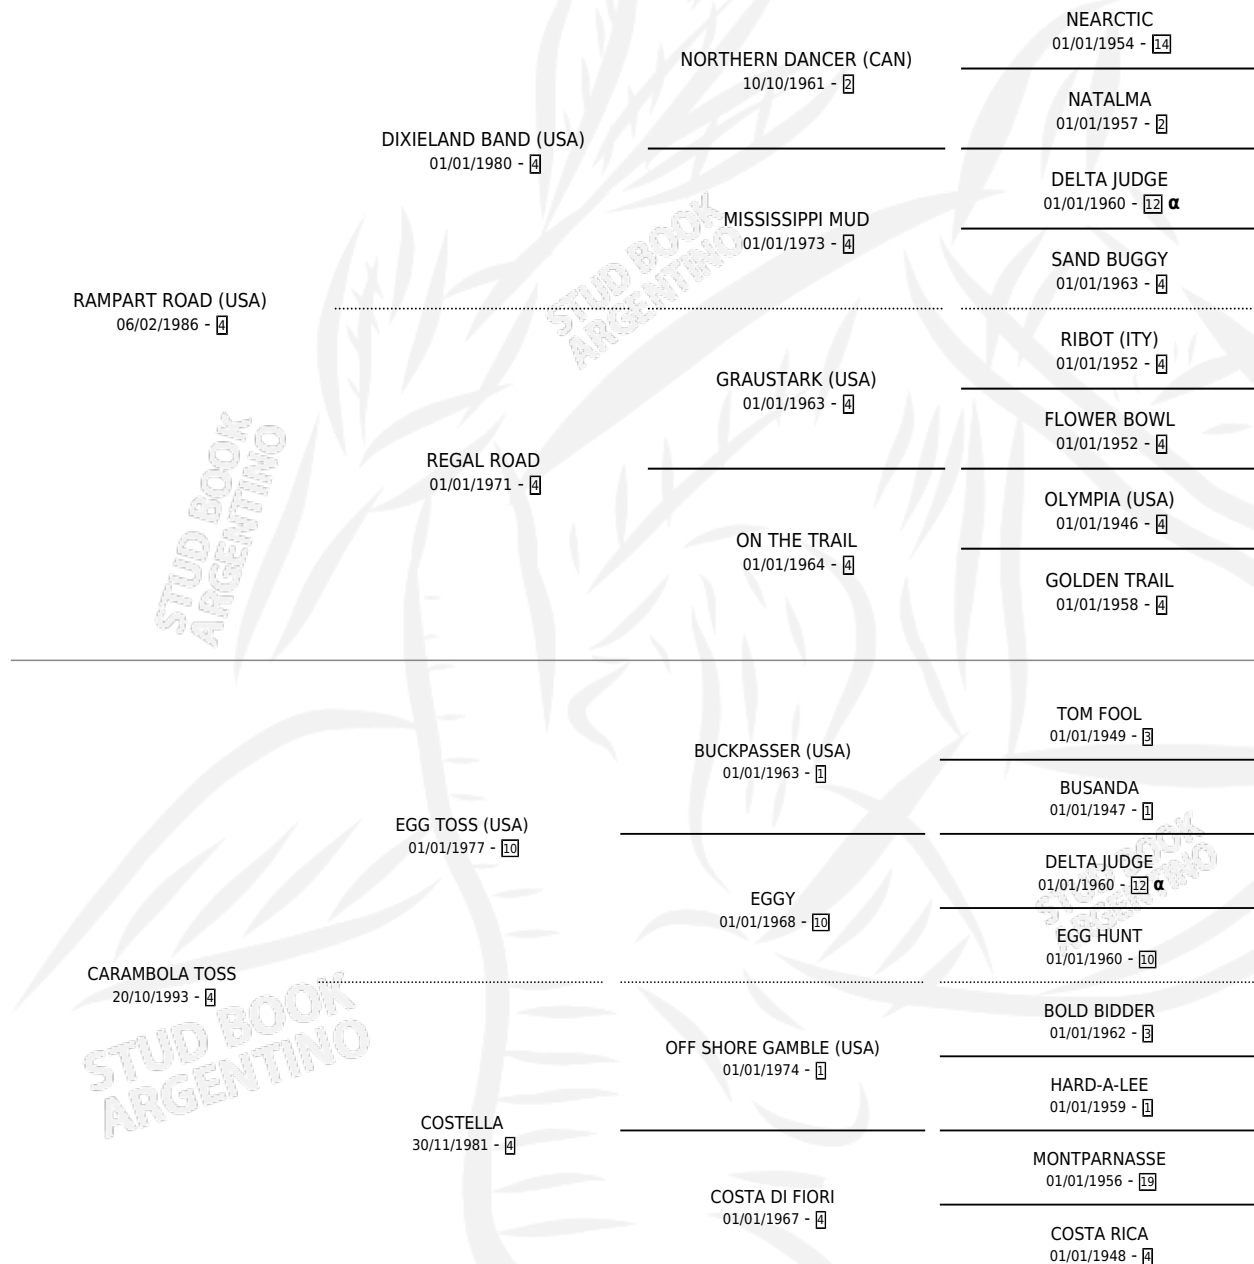 NEARCTIC
01/01/1954 - 14
NORTHERN DANCER (CAN)
10/10/1961 - 2
NATALMA
01/01/1957 - 2
DIXIELAND BAND (USA)
01/01/1980 - 4
DELTA JUDGE
01/01/1960 - 12 α
MISSISSIPPI MUD
01/01/1973 - 4
SAND BUGGY
01/01/1963 - 4
STUD BOOK
ARGENTINO
RAMPART ROAD (USA)
06/02/1986 - 4
RIBOT (ITY)
01/01/1952 - 4
GRAUSTARK (USA)
01/01/1963 - 4
FLOWER BOWL
01/01/1952 - 4
REGAL ROAD
01/01/1971 - 4
OLYMPIA (USA)
01/01/1946 - 4
ON THE TRAIL
01/01/1964 - 4
GOLDEN TRAIL
01/01/1958 - 4
STUD BOOK
ARGENTINO
TOM FOOL
01/01/1949 - 3
BUCKPASSER (USA)
01/01/1963 - 1
BUSANDA
01/01/1947 - 1
EGG TOSS (USA)
01/01/1977 - 10
DELTA JUDGE
01/01/1960 - 12 α
STUD BOOK
ARGENTINO
EGGY
01/01/1968 - 10
EGG HUNT
01/01/1960 - 10
CARAMBOLA TOSS
20/10/1993 - 4
STUD BOOK
ARGENTINO
BOLD BIDDER
01/01/1962 - 3
OFF SHORE GAMBLE (USA)
01/01/1974 - 1
HARD-A-LEE
01/01/1959 - 1
COSTELLA
30/11/1981 - 4
MONTPARNASSE
01/01/1956 - 19
COSTA DI FIORI
01/01/1967 - 4
COSTA RICA
01/01/1948 - 4